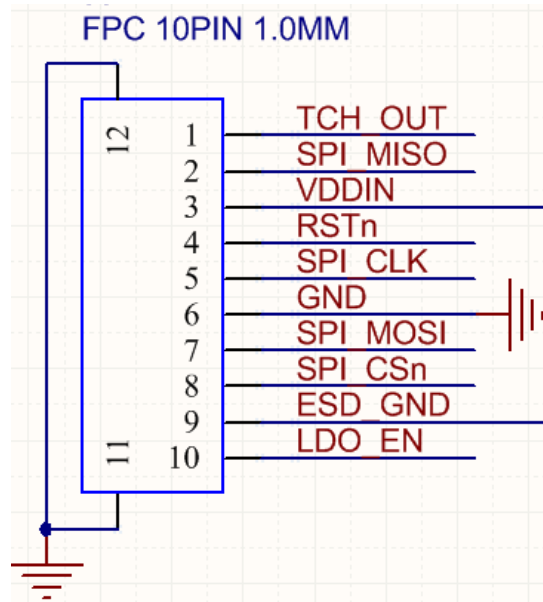 FPC 10PIN 1.0MM
12
1 TCH_OUT
2 SPI_MISO
3 VDDIN
4 RSTn
5 SPI_CLK
6 GND
7 SPI_MOSI
8 SPI_CSn
9 ESD_GND
11
10 LDO_EN